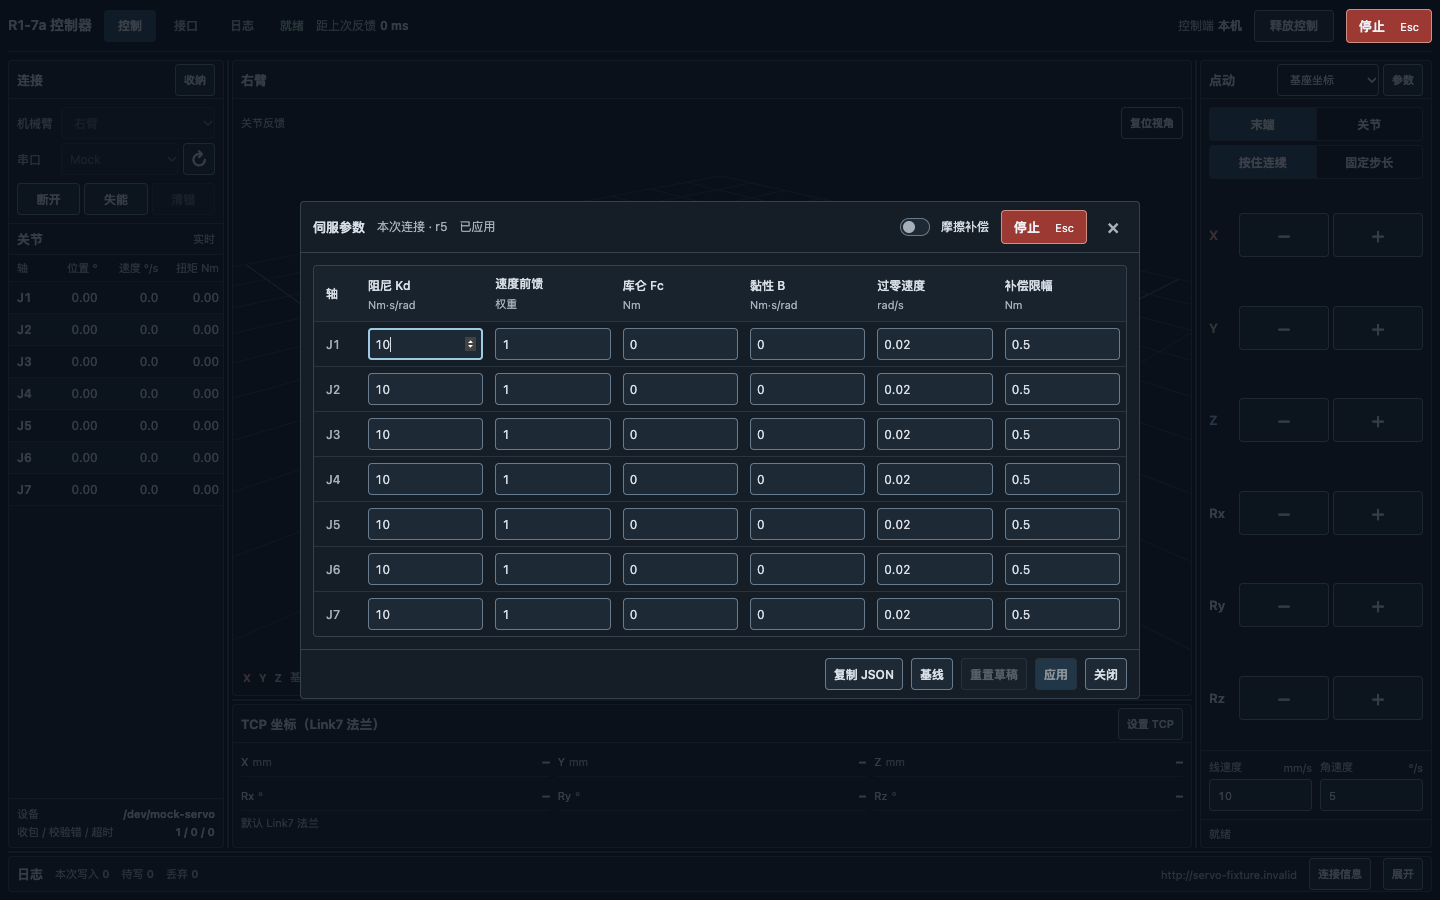 R1-7a 控制器 控制 接口 日志 就绪 距上次反馈 0 ms 控制端 本机 释放控制 停止 Esc
连接 收纳
机械臂 右臂
串口 Mock
断开 失能 清错
关节 实时
轴 位置 ° 速度 °/s 扭矩 Nm
J1 0.00 0.0 0.00
J2 0.00 0.0 0.00
J3 0.00 0.0 0.00
J4 0.00 0.0 0.00
J5 0.00 0.0 0.00
J6 0.00 0.0 0.00
J7 0.00 0.0 0.00
设备 /dev/mock-servo
收包 / 校验错 / 超时 1 / 0 / 0
右臂
关节反馈 复位视角
伺服参数 本次连接 · r5 已应用 摩擦补偿 停止 Esc ×
轴 阻尼 Kd 速度前馈 库仑 Fc 黏性 B 过零速度 补偿限幅
Nm·s/rad 权重 Nm Nm·s/rad rad/s Nm
J1 10 1 0 0 0.02 0.5
J2 10 1 0 0 0.02 0.5
J3 10 1 0 0 0.02 0.5
J4 10 1 0 0 0.02 0.5
J5 10 1 0 0 0.02 0.5
J6 10 1 0 0 0.02 0.5
J7 10 1 0 0 0.02 0.5
复制 JSON 基线 重置草稿 应用 关闭
X Y Z 基
TCP 坐标（Link7 法兰） 设置 TCP
X mm – Y mm – Z mm –
Rx ° – Ry ° – Rz ° –
默认 Link7 法兰
点动 基座坐标 参数
末端 关节
按住连续 固定步长
X − +
Y − +
Z − +
Rx − +
Ry − +
Rz − +
线速度 mm/s 角速度 °/s
10 5
就绪
日志 本次写入 0 待写 0 丢弃 0 http://servo-fixture.invalid 连接信息 展开